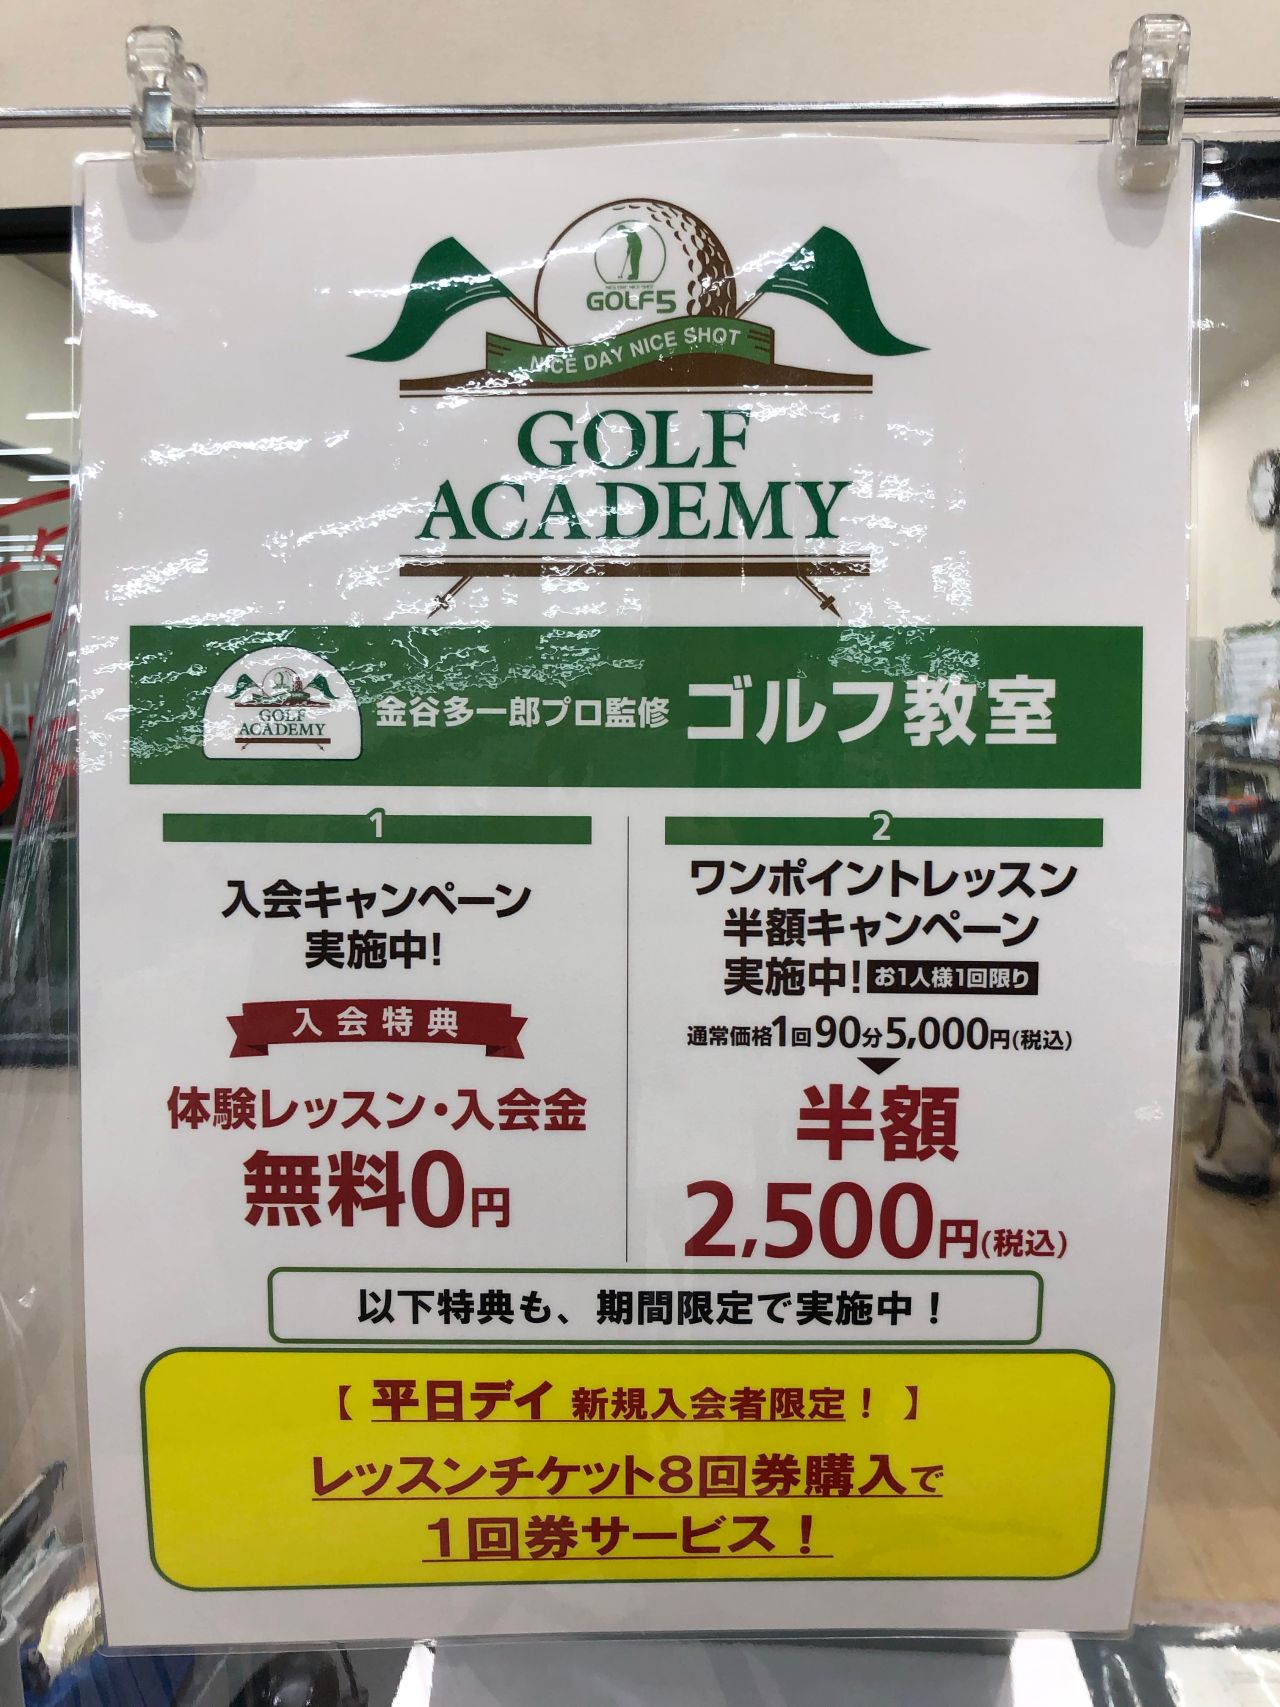 GOLF5
NICE DAY NICE SHOT
GOLF
ACADEMY
GOLF
ACADEMY
金谷多一郎プロ監修 ゴルフ教室
1
入会キャンペーン
実施中!
入会特典
体験レッスン・入会金
無料0円
2
ワンポイントレッスン
半額キャンペーン
実施中! お1人様1回限り
通常価格1回90分5,000円(税込)
半額
2,500円(税込)
以下特典も、期間限定で実施中！
【 平日デイ 新規入会者限定！ 】
レッスンチケット8回券購入で
1回券サービス！